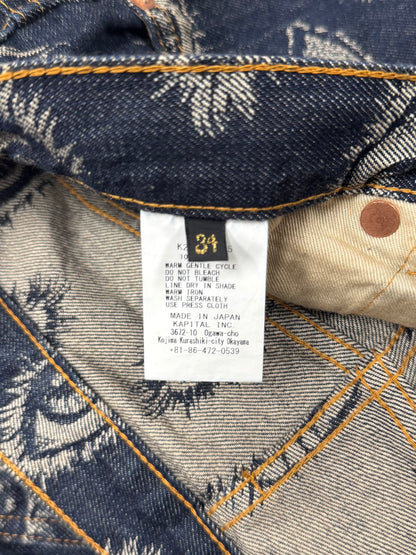 34
WARM GENTLE CYCLE
DO NOT BLEACH
DO NOT TUMBLE
LINE DRY IN SHADE
WARM IRON
WASH SEPARATELY
USE PRESS CLOTH
MADE IN JAPAN
KAPITAL INC.
3672-10 Ogawa-cho
Kojima Kurashiki-city Okayama
+81-86-472-0539